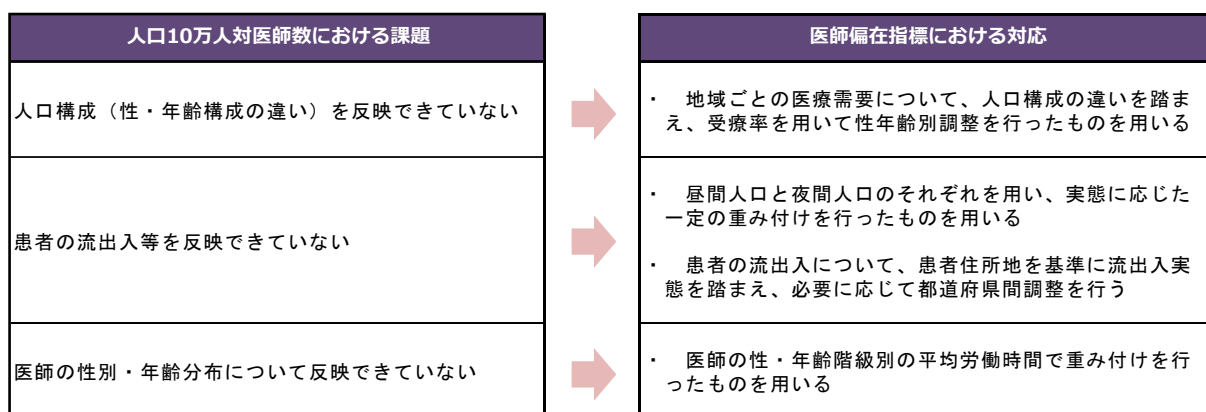 人口10万人対医師数における課題
医師偏在指標における対応
人口構成（性・年齢構成の違い）を反映できていない
・　地域ごとの医療需要について、人口構成の違いを踏ま
え、受療率を用いて性年齢別調整を行ったものを用いる
患者の流出入等を反映できていない
・　昼間人口と夜間人口のそれぞれを用い、実態に応じた
一定の重み付けを行ったものを用いる
・　患者の流出入について、患者住所地を基準に流出入実
態を踏まえ、必要に応じて都道府県間調整を行う
医師の性別・年齢分布について反映できていない
・　医師の性・年齢階級別の平均労働時間で重み付けを行
ったものを用いる